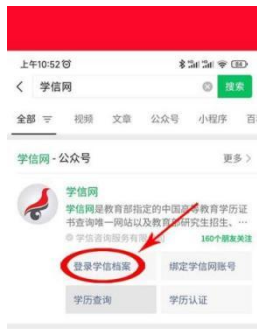 上午10:52
64
学信网
搜索
全部 视频 文章 公众号 小程序 百
学信网 - 公众号 更多 >
学信网
学信网是教育部指定的中国高等教育学历证
书查询唯一网站以及教育部研究生招生、…
学信咨询服务有限 160个朋友关注
登录学信档案 绑定学信网账号
学历查询 学历认证